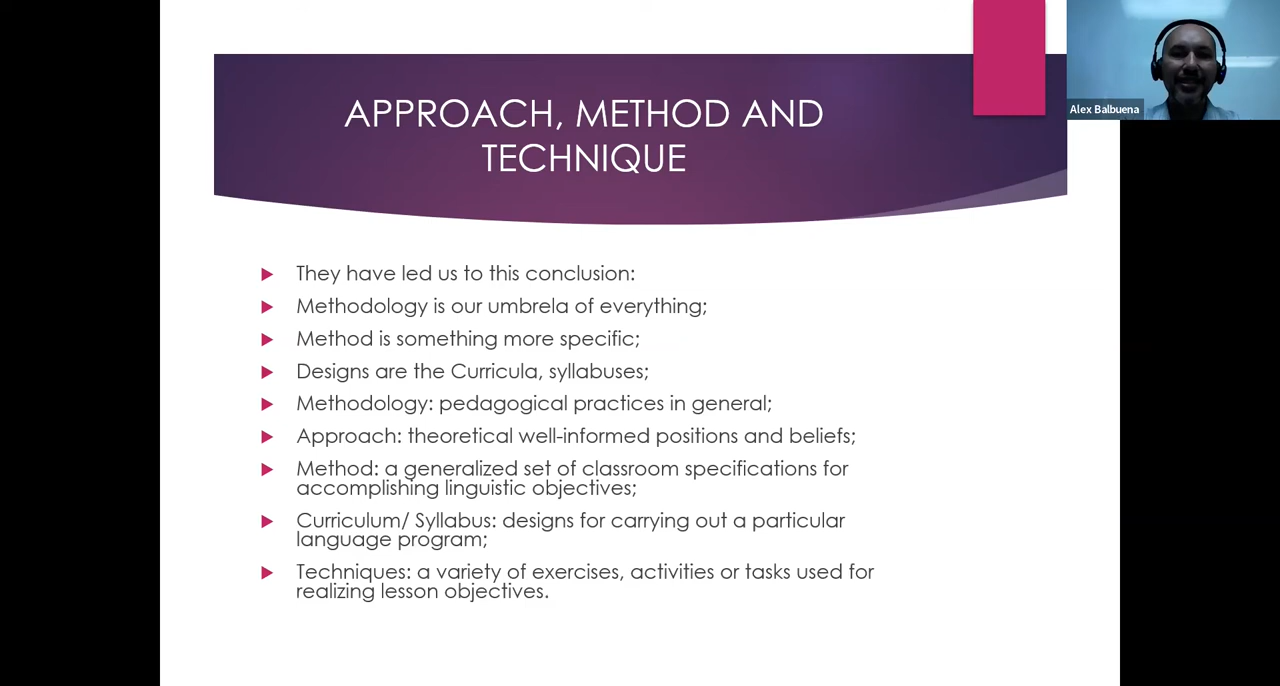 APPROACH, METHOD AND
TECHNIQUE
Alex Balbuena
They have led us to this conclusion:
Methodology is our umbrela of everything;
Method is something more specific;
Designs are the Curricula, syllabuses;
Methodology: pedagogical practices in general;
Approach: theoretical well-informed positions and beliefs;
Method: a generalized set of classroom specifications for
accomplishing linguistic objectives;
Curriculum/ Syllabus: designs for carrying out a particular
language program;
Techniques: a variety of exercises, activities or tasks used for
realizing lesson objectives.